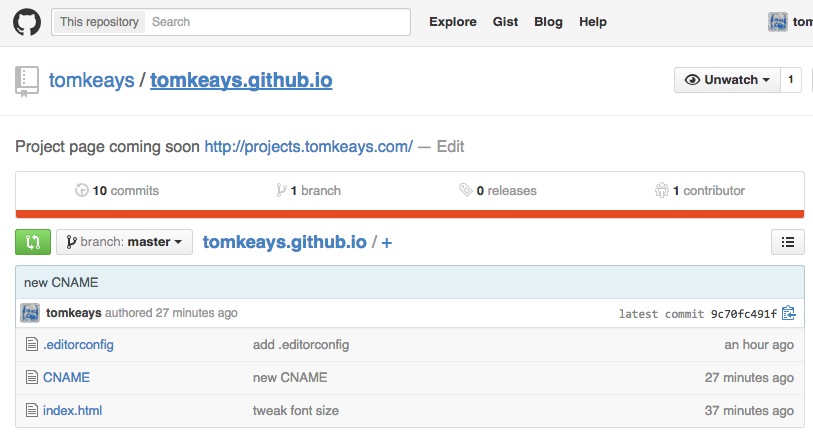 This repository Search Explore Gist Blog Help tom
tomkeays / tomkeays.github.io Unwatch 1
Project page coming soon http://projects.tomkeays.com/ — Edit
10 commits 1 branch 0 releases 1 contributor
branch: master tomkeays.github.io / +
new CNAME
tomkeays authored 27 minutes ago latest commit 9c70fc491f
.editorconfig add .editorconfig an hour ago
CNAME new CNAME 27 minutes ago
index.html tweak font size 37 minutes ago